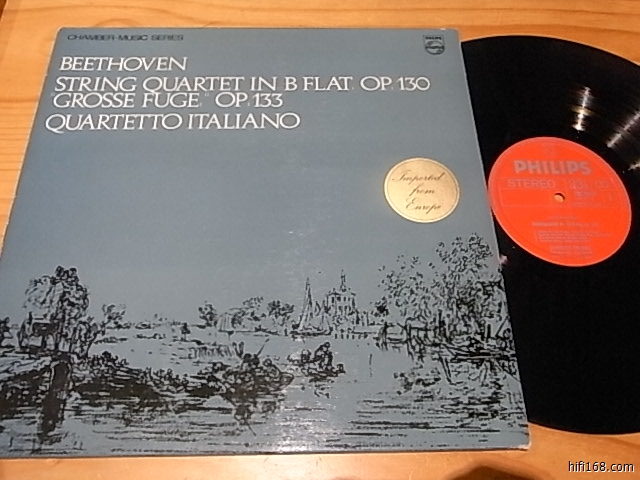 CHAMBER-MUSIC SERIES
PHILIPS
BEETHOVEN
STRING QUARTET IN B FLAT, OP. 130
"GROSSE FUGE," OP. 133
QUARTETTO ITALIANO
Imported
from
Europe
PHILIPS
STEREO
hifi168.com